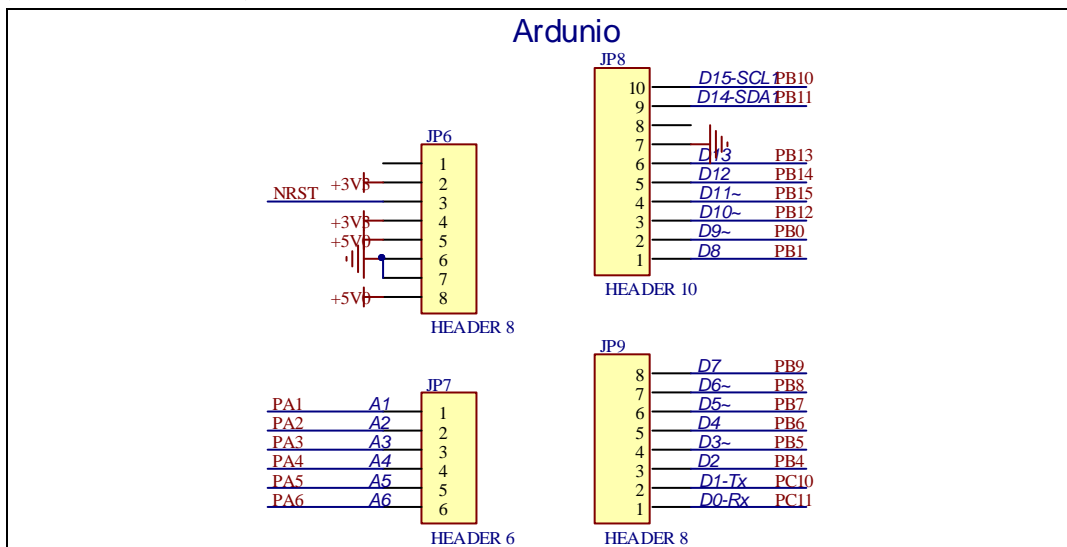 Ardunio
JP6
1
+3V3 2
NRST 3
+3V3 4
+5V0 5
6
7
+5V0 8
HEADER 8
JP7
PA1 A1 1
PA2 A2 2
PA3 A3 3
PA4 A4 4
PA5 A5 5
PA6 A6 6
HEADER 6
JP8
10 D15-SCL1 PB10
9 D14-SDA1 PB11
8
7
6 D13 PB13
5 D12 PB14
4 D11~ PB15
3 D10~ PB12
2 D9~ PB0
1 D8 PB1
HEADER 10
JP9
8 D7 PB9
7 D6~ PB8
6 D5~ PB7
5 D4 PB6
4 D3~ PB5
3 D2 PB4
2 D1-Tx PC10
1 D0-Rx PC11
HEADER 8